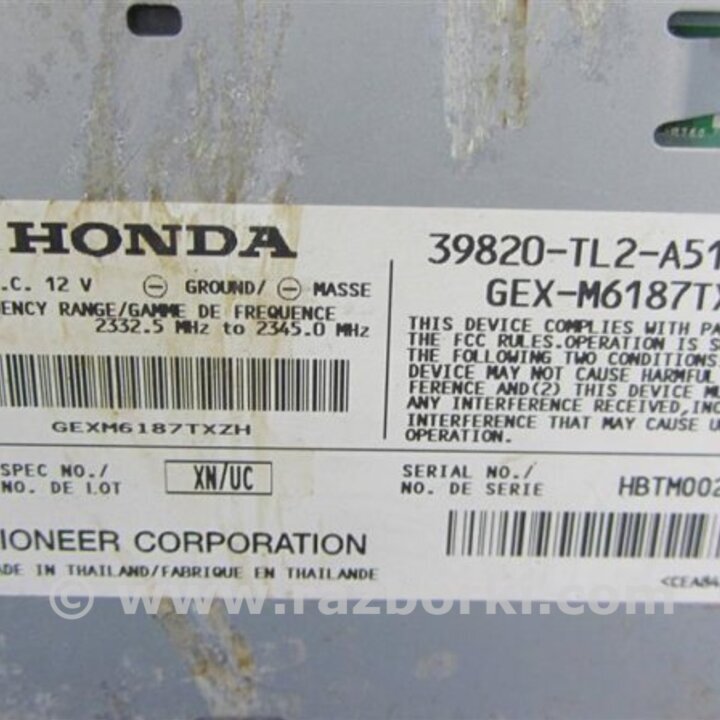 HONDA
.C. 12 V ⊖ GROUND/ ⊖ MASSE
ENCY RANGE/GAMME DE FREQUENCE
2332.5 MHz to 2345.0 MHz
GEXM6187TXZH
39820-TL2-A51
GEX-M6187TX
THIS DEVICE COMPLIES WITH PA
THE FCC RULES.OPERATION IS S
THE FOLLOWING TWO CONDITIONS
DEVICE MAY NOT CAUSE HARMFUL
FERENCE AND(2) THIS DEVICE M
ANY INTERFERENCE RECEIVED,INC
INTERFERENCE THAT MAY CAUSE U
OPERATION.
SPEC NO./
NO. DE LOT
XN/UC
SERIAL NO./
NO. DE SERIE
HBTM002
IONEER CORPORATION
ADE IN THAILAND/FABRIQUE EN THAILANDE
<CEA84
© www.razborki.com